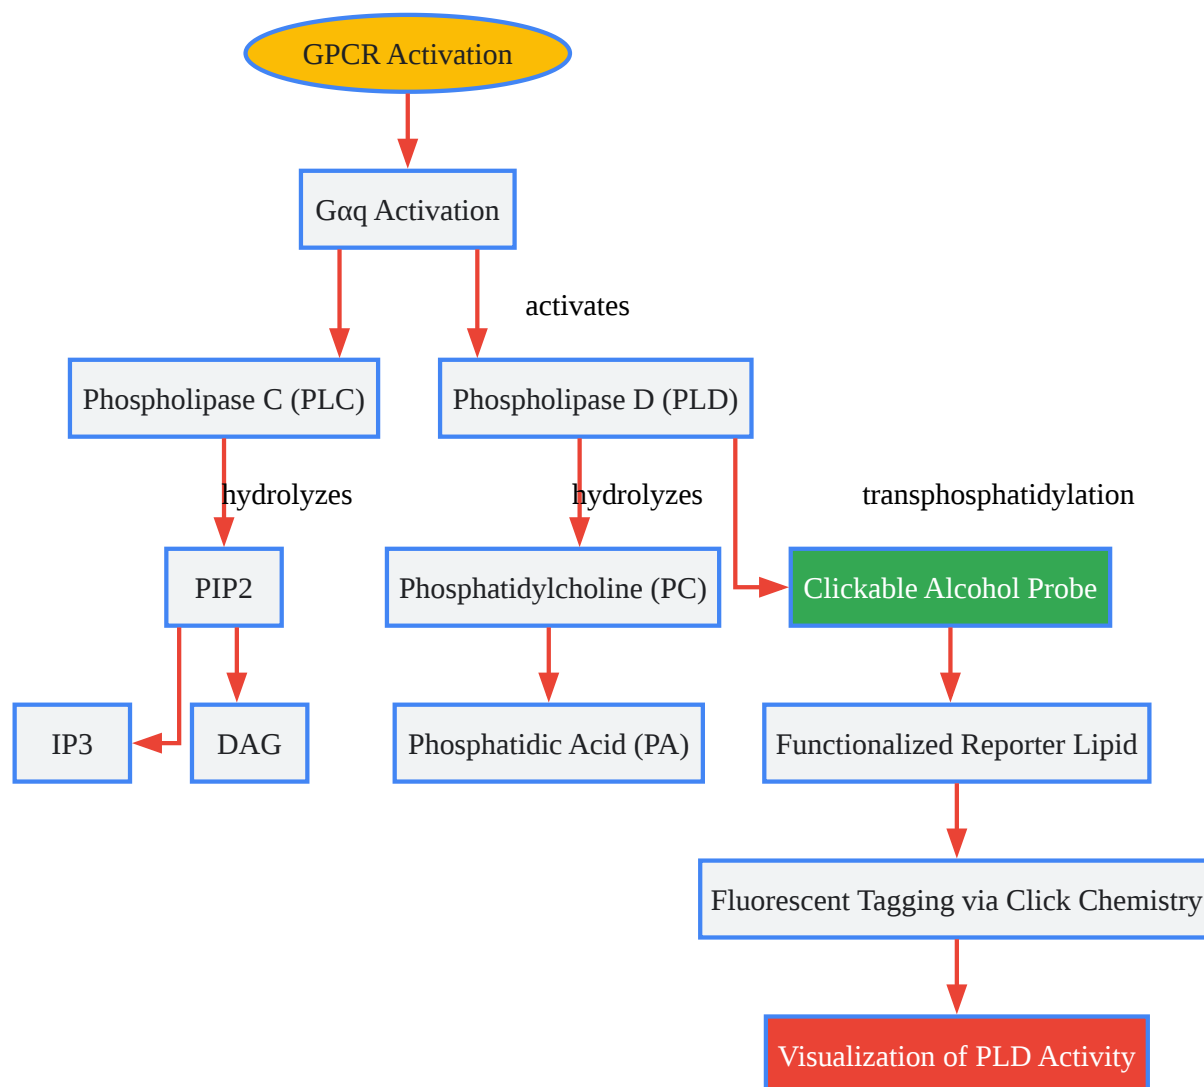 GPCR Activation
Gαq Activation
activates
Phospholipase C (PLC)
Phospholipase D (PLD)
hydrolyzes
hydrolyzes
transphosphatidylation
PIP2
Phosphatidylcholine (PC)
Clickable Alcohol Probe
IP3
DAG
Phosphatidic Acid (PA)
Functionalized Reporter Lipid
Fluorescent Tagging via Click Chemistry
Visualization of PLD Activity